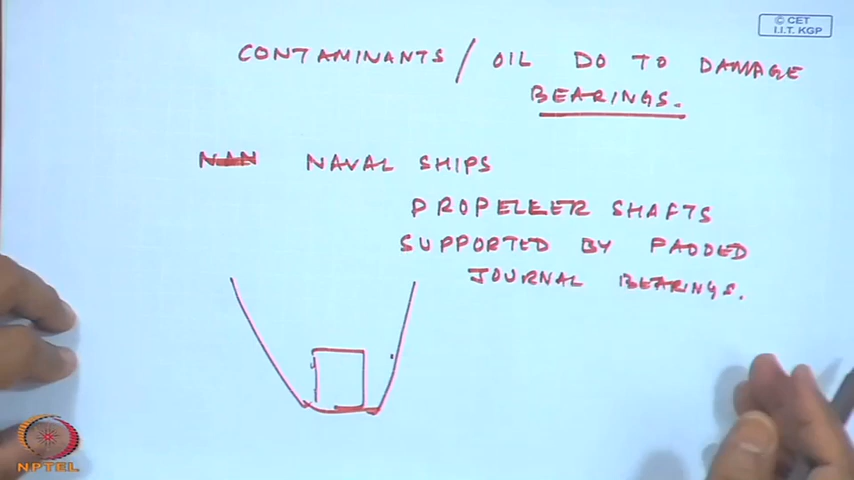 © CET
I.I.T. KGP
CONTAMINANTS / OIL DO TO DAMAGE
BEARINGS.
NAN NAVAL SHIPS
PROPELEER SHAFTS
SUPPORTED BY PADDED
JOURNAL BEARINGS.
NPTEL